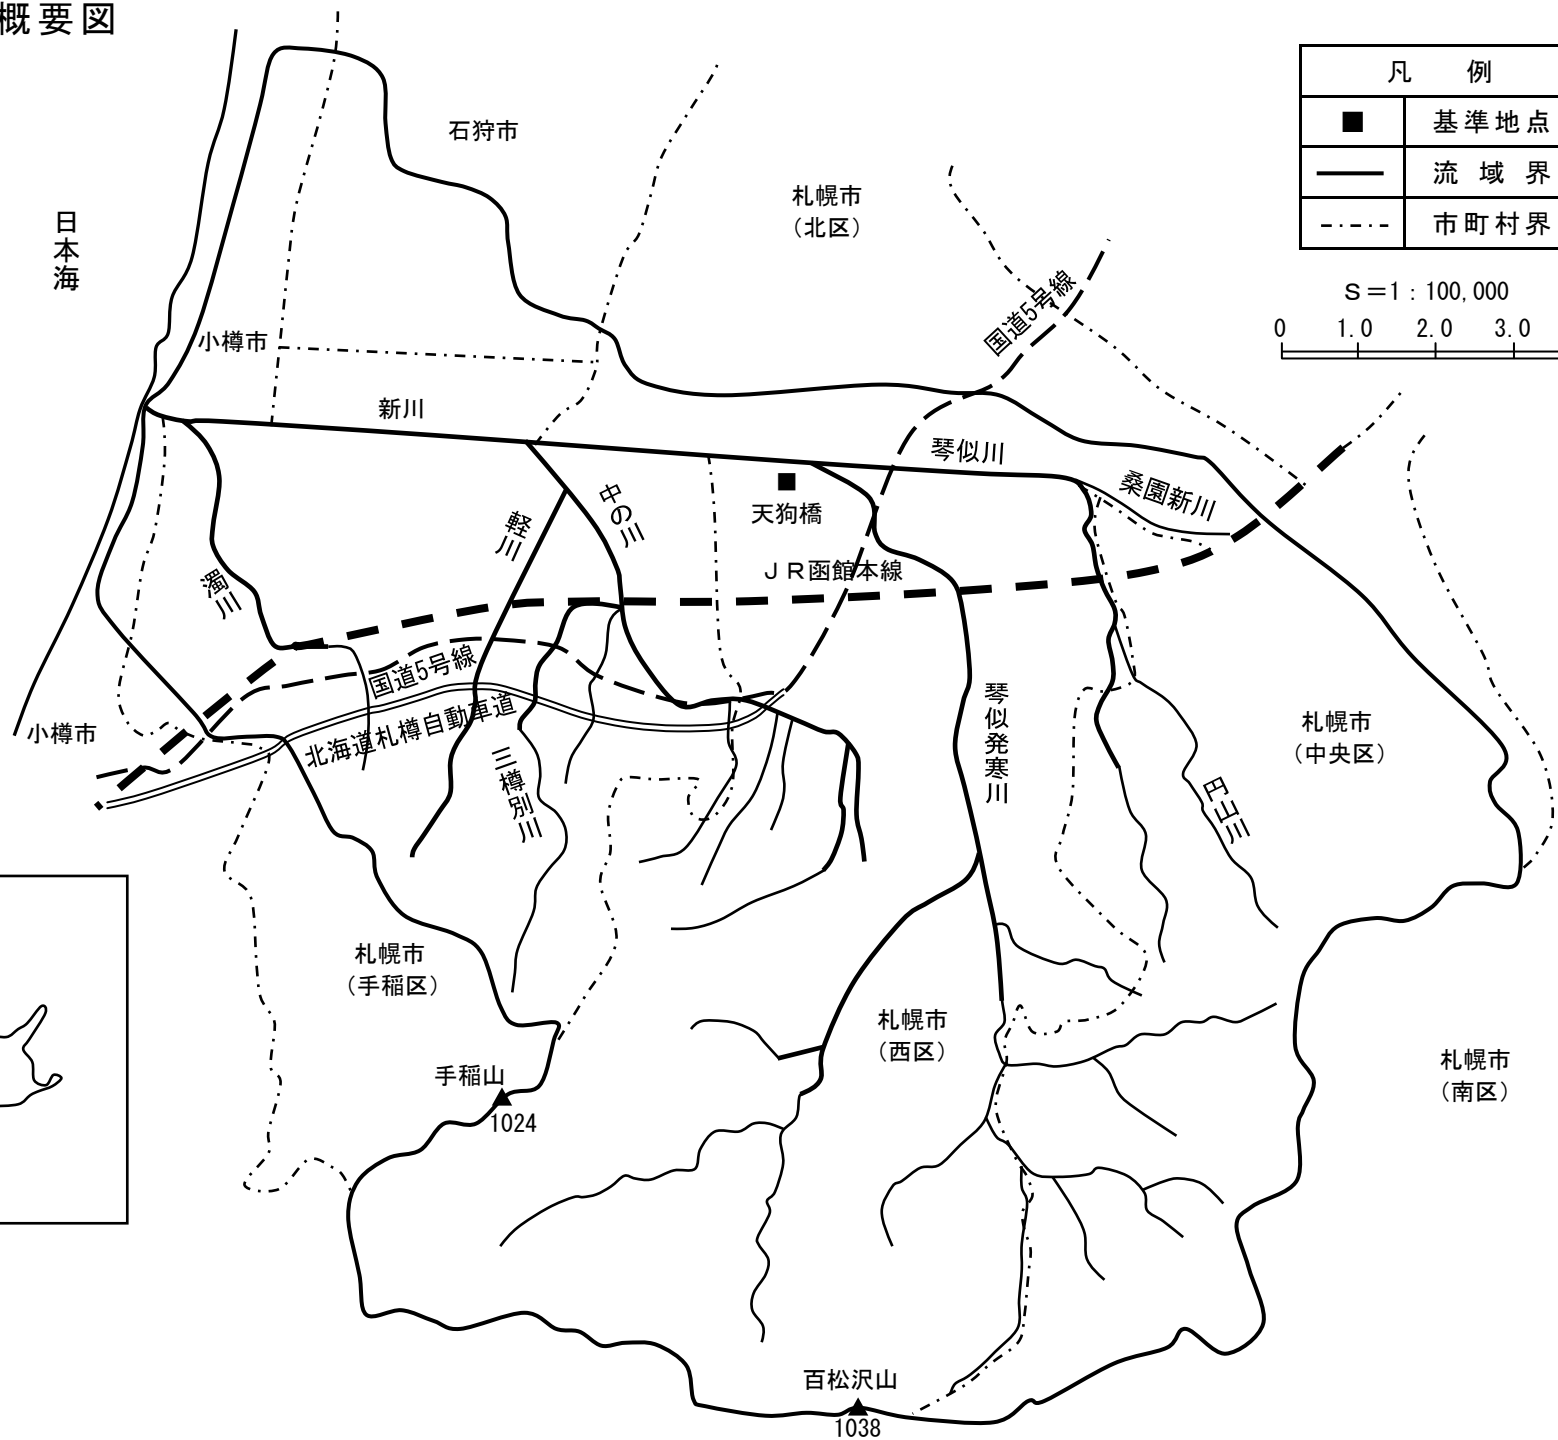 概要図
凡　例
基準地点
流域界
市町村界
S=1：100,000
0 1.0 2.0 3.0
石狩市
札幌市
（北区）
日本海
国道5号線
小樽市
新川
琴似川
桑園新川
天狗橋
中の川
軽川
JR函館本線
濁川
国道5号線
北海道札樽自動車道
小樽市
三樽別川
琴似発寒川
円山川
札幌市
（中央区）
札幌市
（手稲区）
札幌市
（西区）
札幌市
（南区）
手稲山
1024
百松沢山
1038